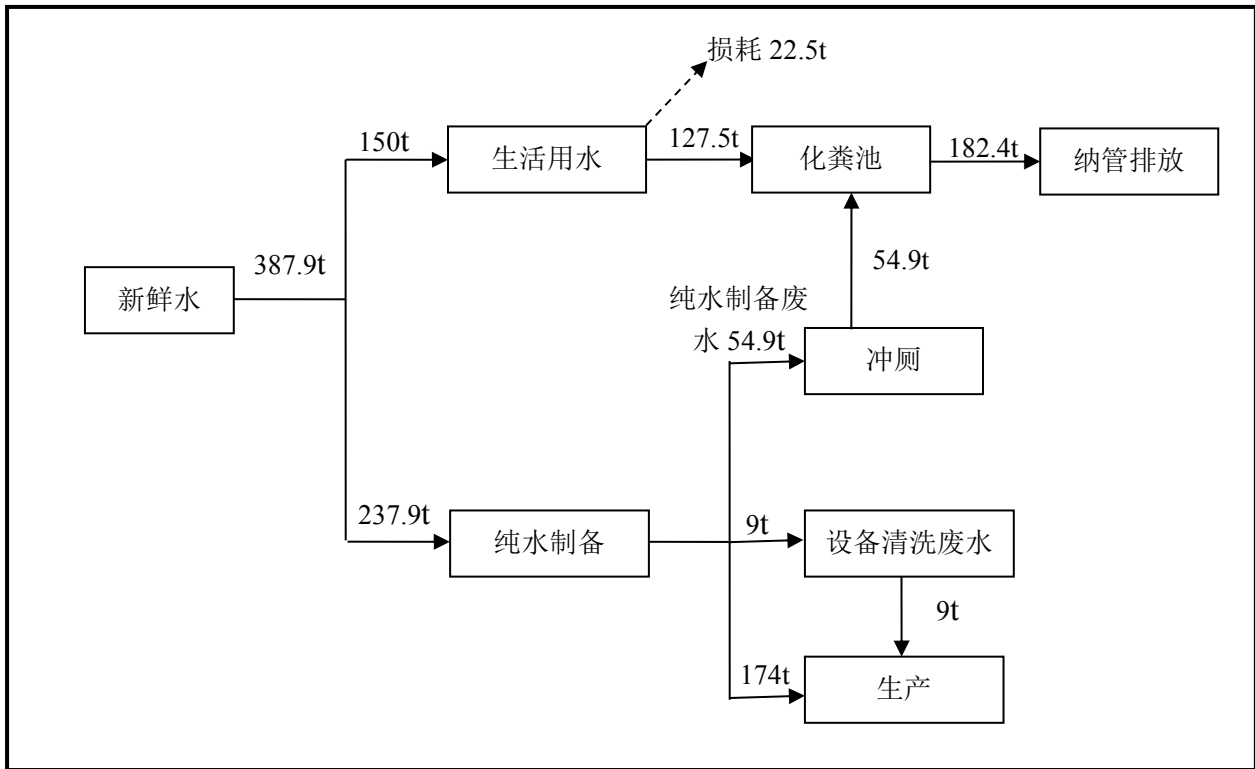 损耗 22.5t
150t
生活用水
127.5t
化粪池
182.4t
纳管排放
387.9t
新鲜水
54.9t
纯水制备废
水 54.9t
冲厕
237.9t
纯水制备
9t
设备清洗废水
9t
174t
生产